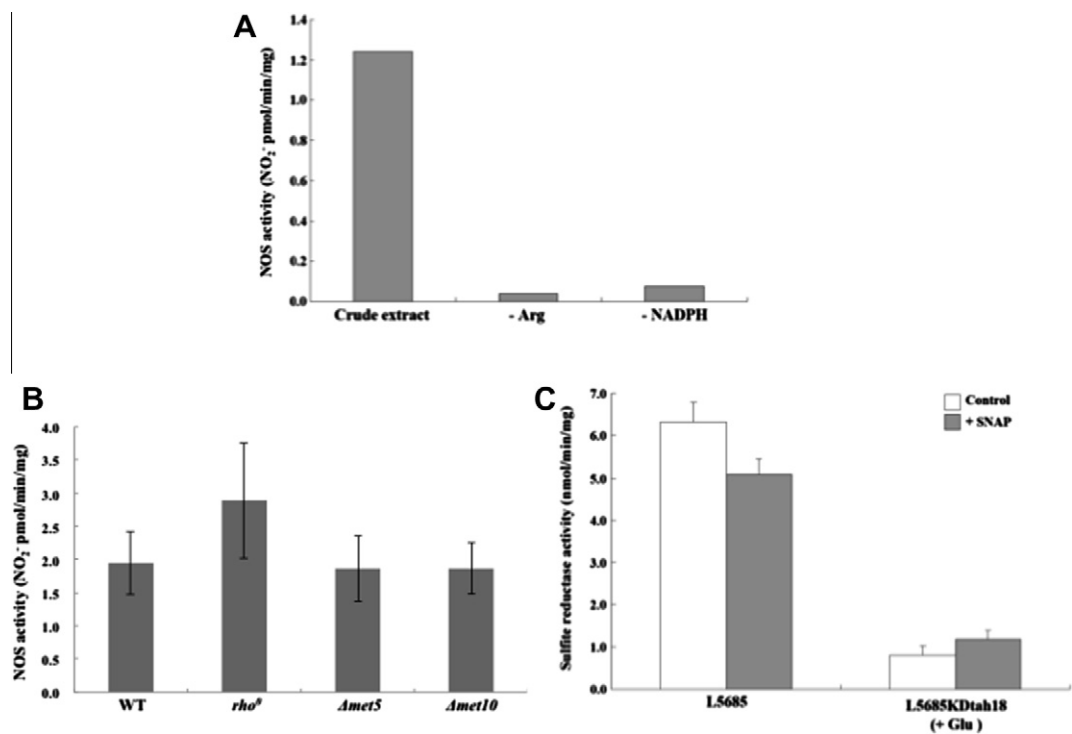 A
NOS activity (NO₂⁻ pmol/min/mg)
1.4
1.2
1.0
0.8
0.6
0.4
0.2
0.0
Crude extract
- Arg
- NADPH
B
NOS activity (NO₂⁻ pmol/min/mg)
4.0
3.5
3.0
2.5
2.0
1.5
1.0
0.5
0.0
WT
rho⁰
Δmet5
Δmet10
C
Sulfite reductase activity (nmol/min/mg)
7.0
6.0
5.0
4.0
3.0
2.0
1.0
0.0
Control
+ SNAP
L5685
L5685KDtah18
(+ Glu )